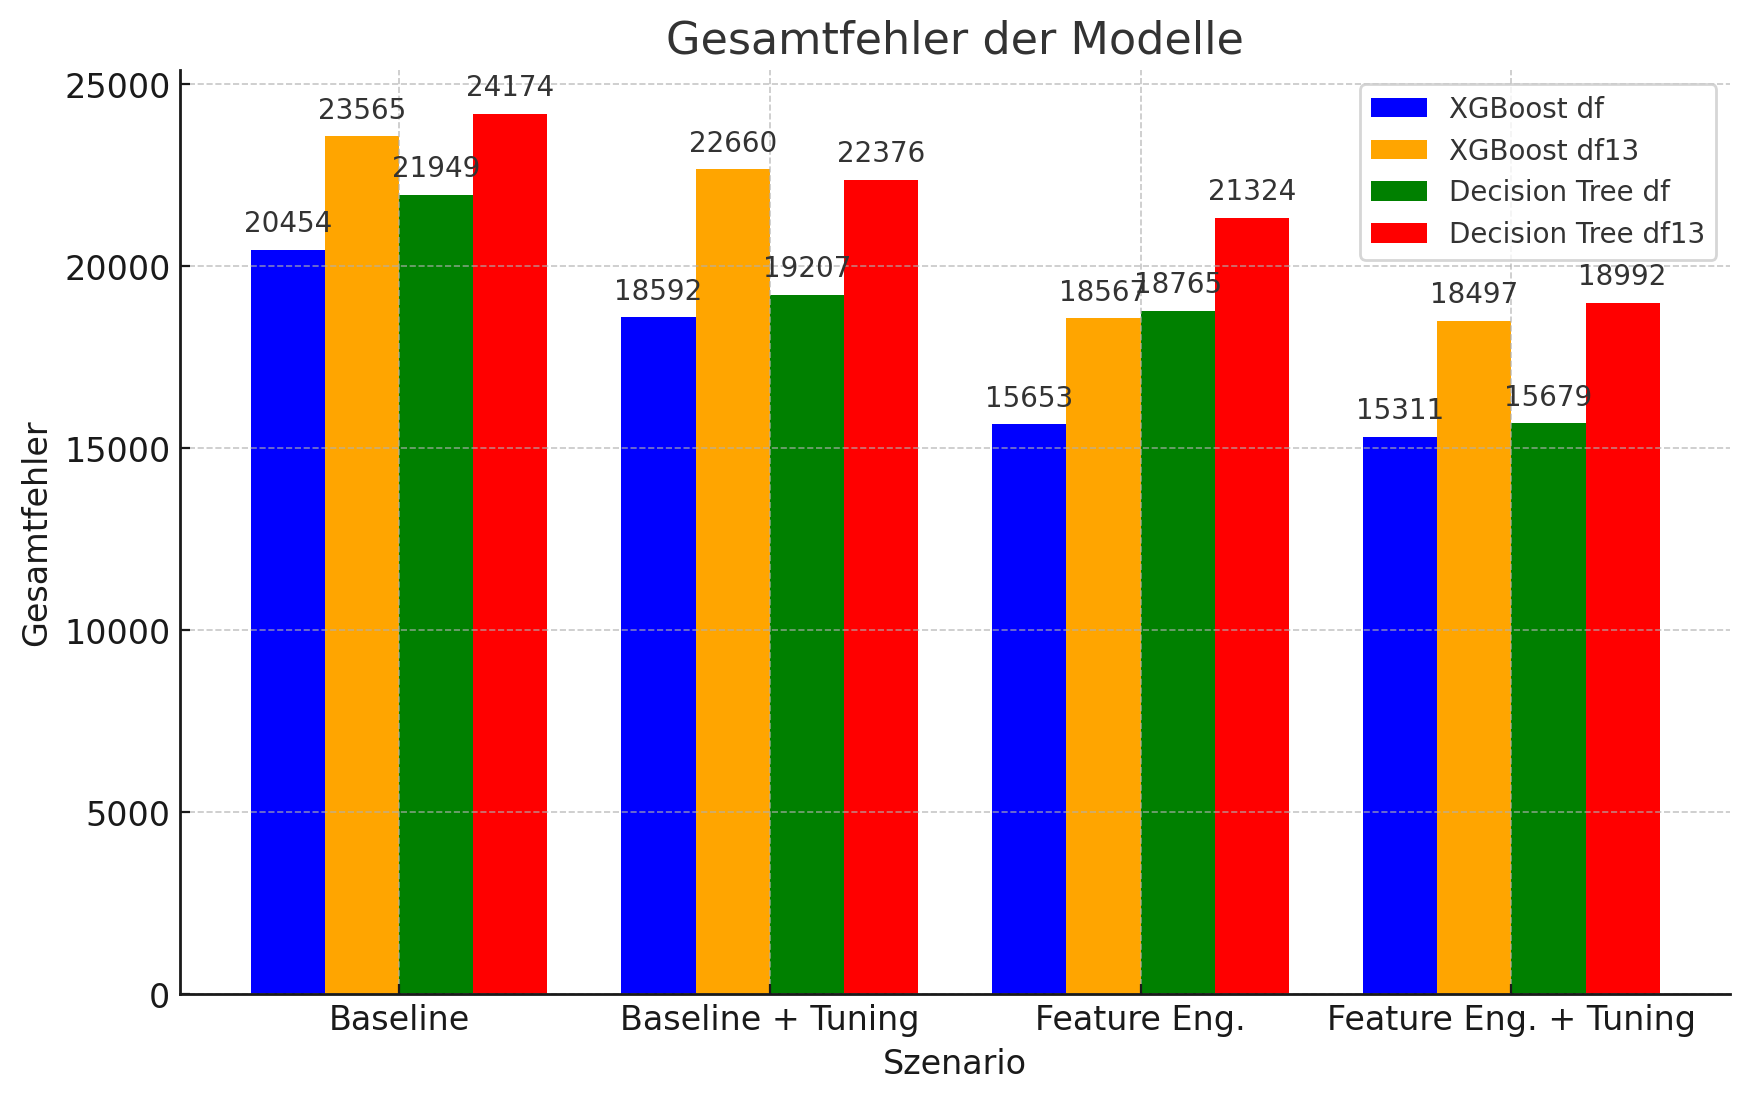 Gesamtfehler der Modelle
Gesamtfehler
25000
20000
15000
10000
5000
0
20454
23565
21949
24174
18592
22660
19207
22376
15653
18567
18765
21324
15311
18497
15679
18992
XGBoost df
XGBoost df13
Decision Tree df
Decision Tree df13
Baseline
Baseline + Tuning
Feature Eng.
Feature Eng. + Tuning
Szenario